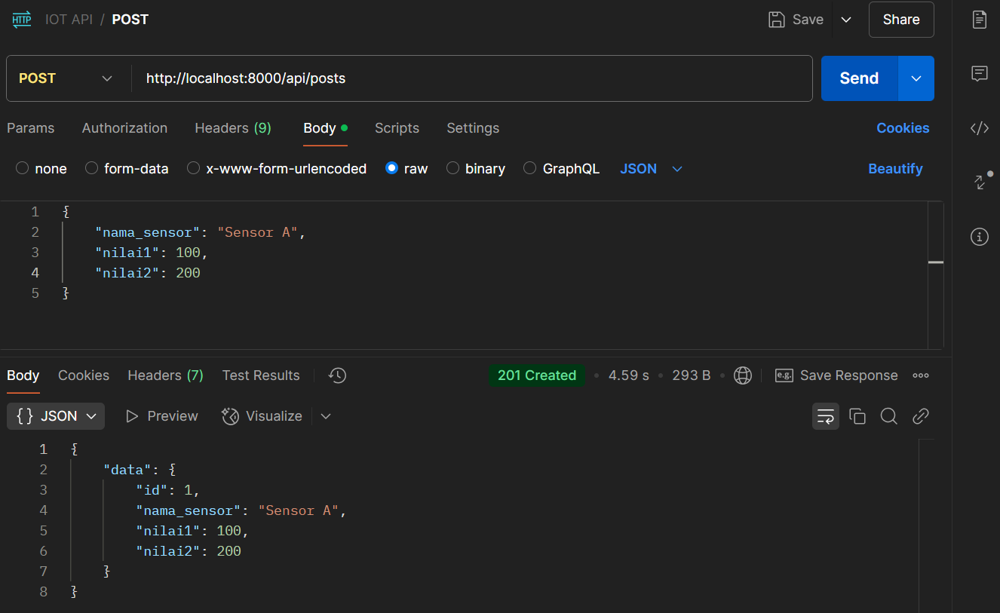 HTTP IOT API / POST Save Share
POST http://localhost:8000/api/posts Send
Params Authorization Headers (9) Body Scripts Settings Cookies
none form-data x-www-form-urlencoded raw binary GraphQL JSON Beautify
1 {
2 "nama_sensor": "Sensor A",
3 "nilai1": 100,
4 "nilai2": 200
5 }
Body Cookies Headers (7) Test Results 201 Created • 4.59 s • 293 B • e.g. Save Response
{} JSON Preview Visualize
1 {
2 "data": {
3 "id": 1,
4 "nama_sensor": "Sensor A",
5 "nilai1": 100,
6 "nilai2": 200
7 }
8 }